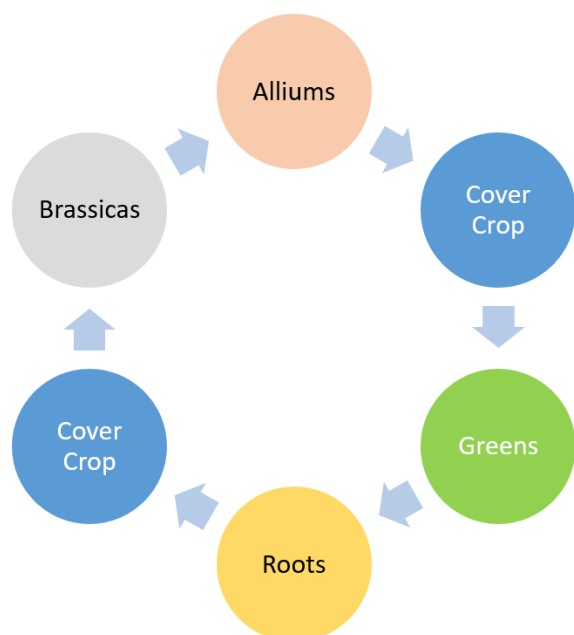 Alliums
Cover
Crop
Greens
Roots
Cover
Crop
Brassicas